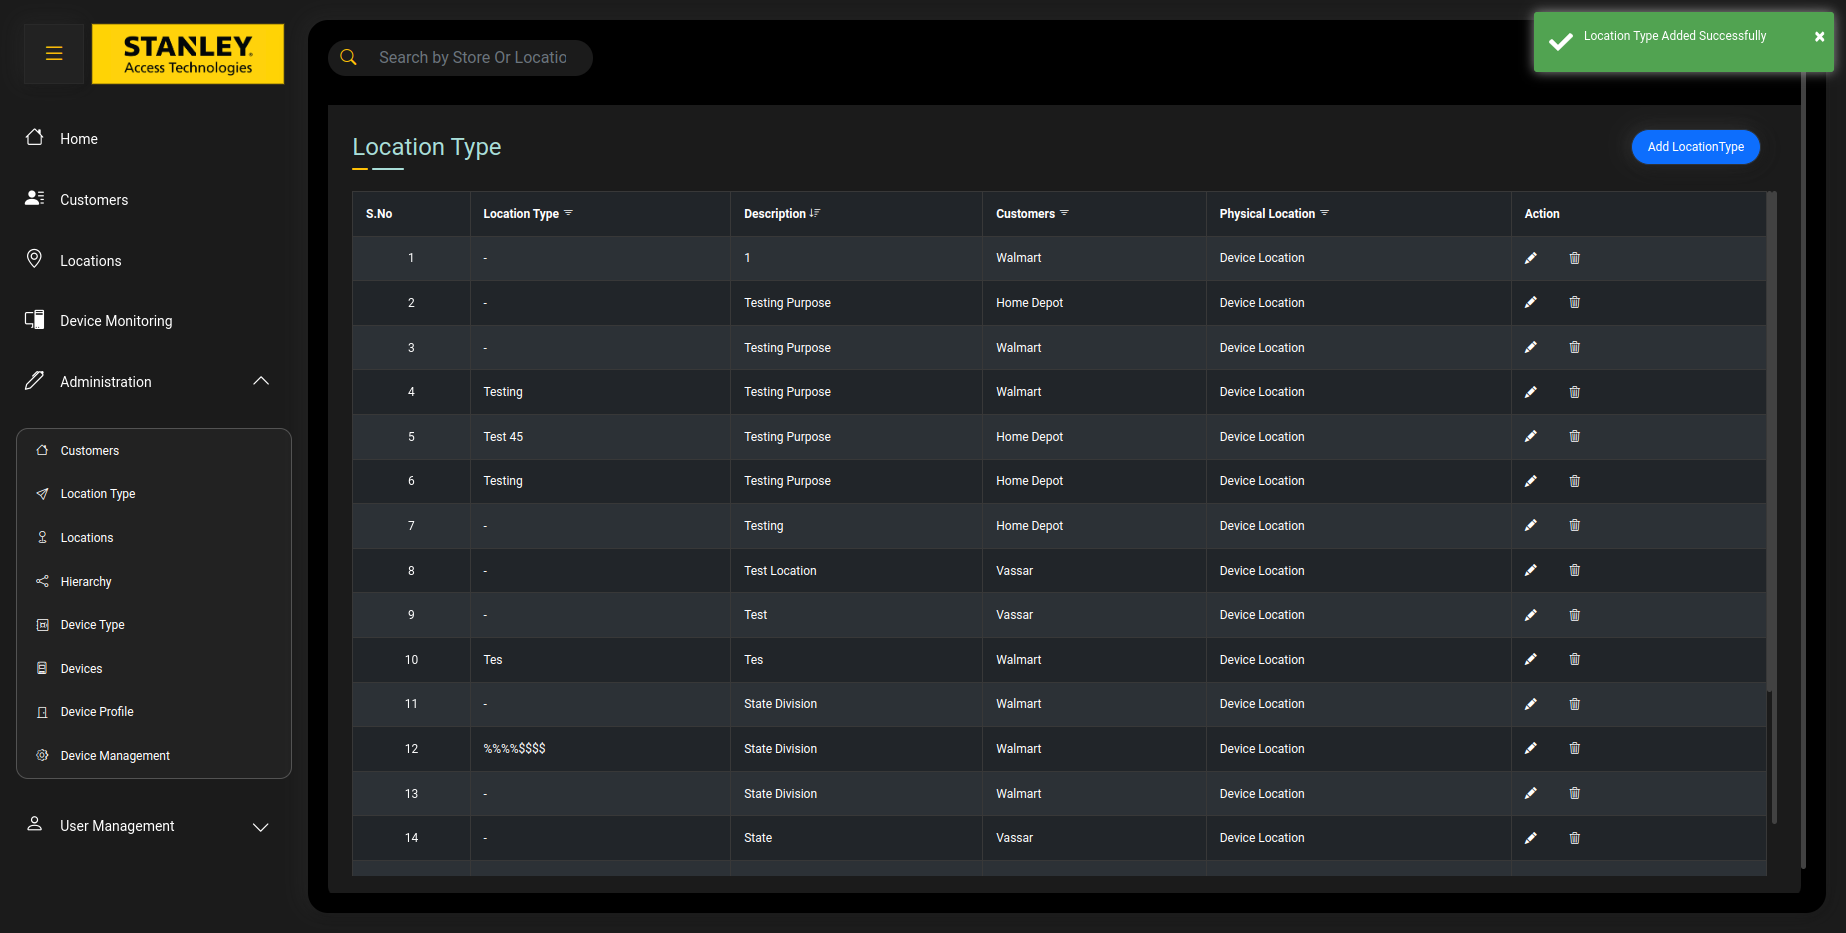 STANLEY.
Access Technologies
Search by Store Or Locatio
Location Type Added Successfully
Home
Customers
Locations
Device Monitoring
Administration
Customers
Location Type
Locations
Hierarchy
Device Type
Devices
Device Profile
Device Management
User Management
Location Type
Add LocationType
S.No Location Type Description Customers Physical Location Action
1 - 1 Walmart Device Location
2 - Testing Purpose Home Depot Device Location
3 - Testing Purpose Walmart Device Location
4 Testing Testing Purpose Walmart Device Location
5 Test 45 Testing Purpose Home Depot Device Location
6 Testing Testing Purpose Home Depot Device Location
7 - Testing Home Depot Device Location
8 - Test Location Vassar Device Location
9 - Test Vassar Device Location
10 Tes Tes Walmart Device Location
11 - State Division Walmart Device Location
12 %%%%$$$$ State Division Walmart Device Location
13 - State Division Walmart Device Location
14 - State Vassar Device Location